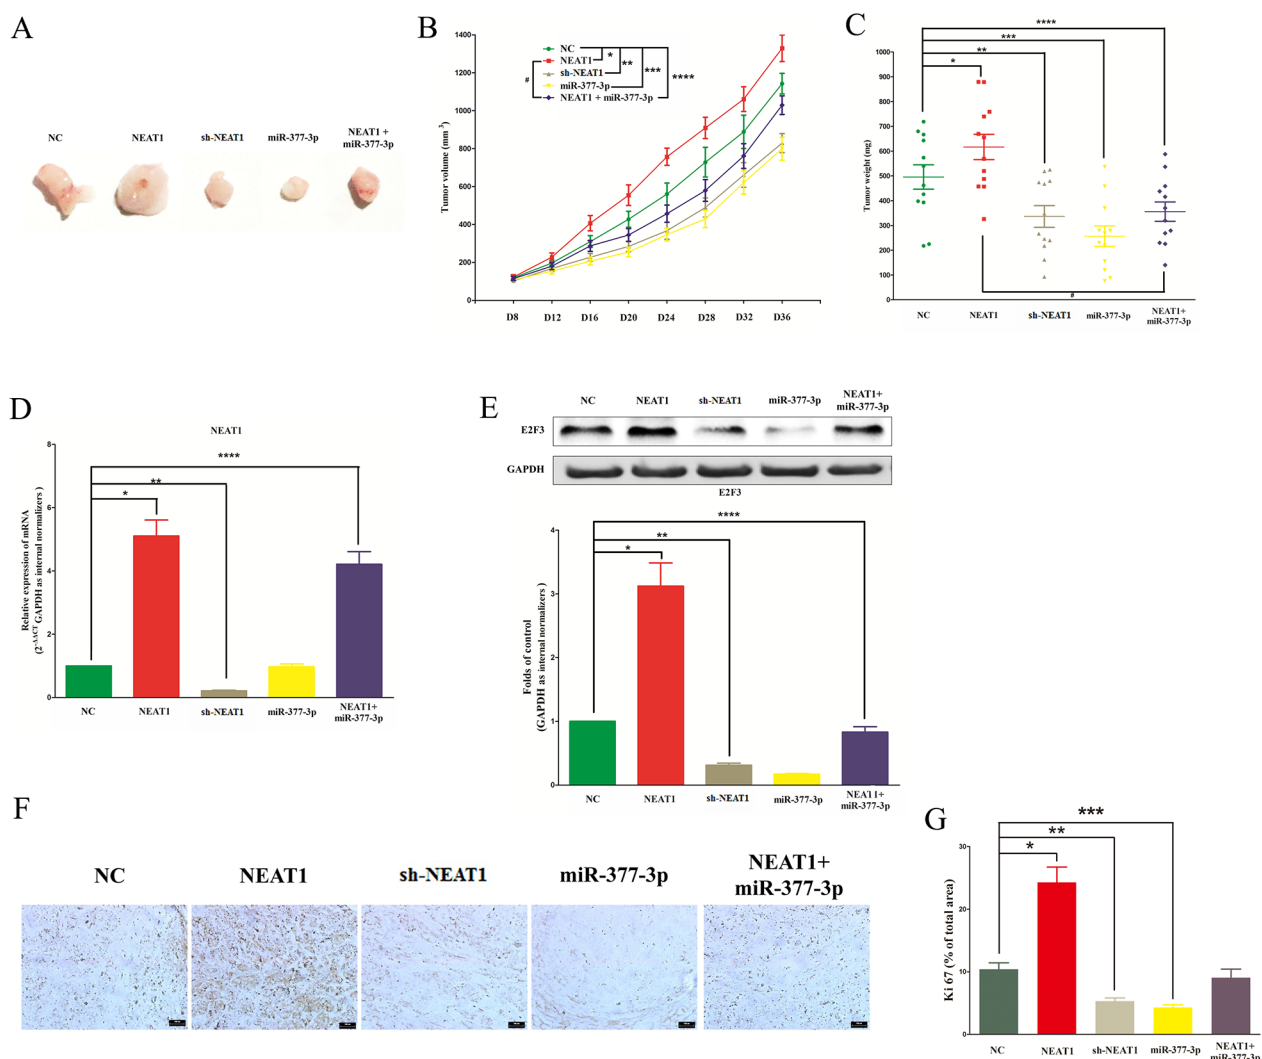 A
NC
NEAT1
sh-NEAT1
miR-377-3p
NEAT1 +
miR-377-3p
B
Tumor volume (mm 3)
1400
1200
1000
800
600
400
200
0
NC
NEAT1
sh-NEAT1
miR-377-3p
NEAT1 + miR-377-3p
#
*
**
***
****
D8
D12
D16
D20
D24
D28
D32
D36
C
****
***
**
*
Tumor weight (mg)
1000
900
800
700
600
500
400
300
200
100
0
#
NC
NEAT1
sh-NEAT1
miR-377-3p
NEAT1+
miR-377-3p
D
NEAT1
Relative expression of mRNA
(2-ΔΔCT GAPDH as internal normalizers )
8
6
4
2
0
****
**
*
NC
NEAT1
sh-NEAT1
miR-377-3p
NEAT1+
miR-377-3p
E
NC
NEAT1
sh-NEAT1
miR-377-3p
NEAT1+
miR-377-3p
E2F3
GAPDH
E2F3
Folds of control
(GAPDH as internal normalizers )
4
3
2
1
0
****
**
*
NC
NEAT1
sh-NEAT1
miR-377-3p
NEAT1+
miR-377-3p
F
NC
NEAT1
sh-NEAT1
miR-377-3p
NEAT1+
miR-377-3p
G
***
**
*
Ki 67 (% of total area)
30
20
10
0
NC
NEAT1
sh-NEAT1
miR-377-3p
NEAT1+
miR-377-3p